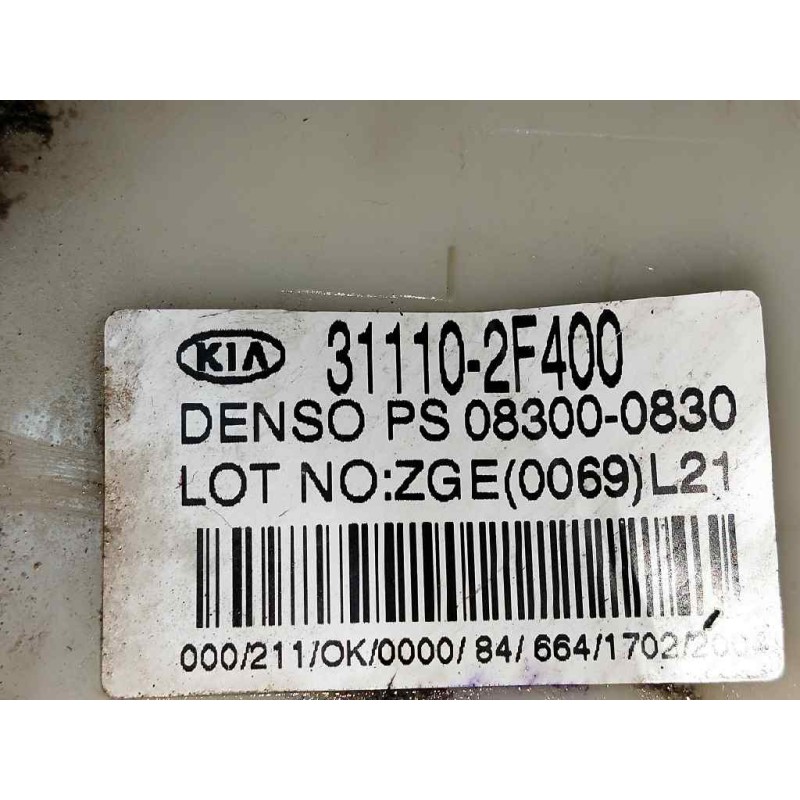 KIA 31110-2F400
DENSO PS 08300-0830
LOT NO:ZGE(0069)L21
000/211/OK/0000/ 84/ 664/1702/2004